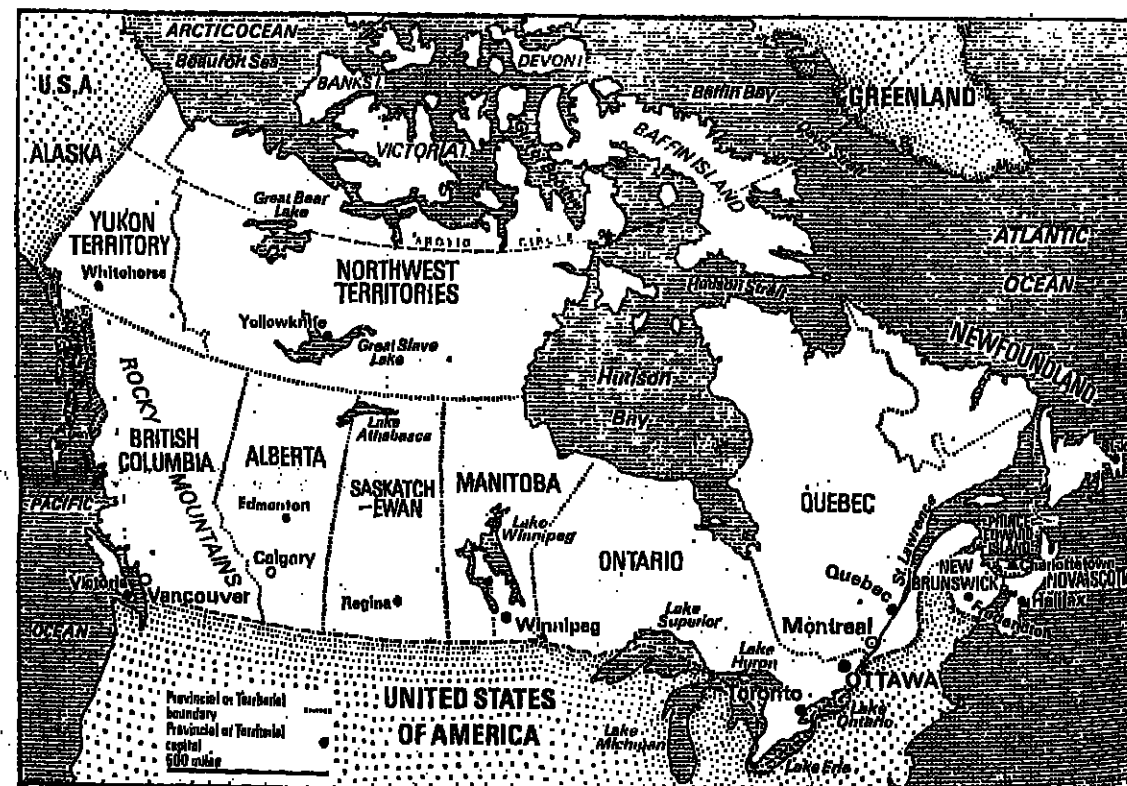 ARCTIC OCEAN
Beaufort Sea
U.S.A.
ALASKA
BANKS I.
DEVON I.
VICTORIA I.
Baffin Bay
BAFFIN ISLAND
GREENLAND
Great Bear
Lake
ARCTIC CIRCLE
YUKON
TERRITORY
Whitehorse
NORTHWEST
TERRITORIES
Yellowknife
Great Slave
Lake
Hudson Strait
ATLANTIC
OCEAN
NEWFOUNDLAND
Hudson
Bay
ROCKY MOUNTAINS
BRITISH
COLUMBIA
ALBERTA
Edmonton
Calgary
Lake
Athabasca
SASKATCH
-EWAN
Regina
MANITOBA
Lake
Winnipeg
Winnipeg
ONTARIO
QUEBEC
St. Lawrence
Quebec
Montreal
OTTAWA
PRINCE
EDWARD
ISLAND
Charlottetown
NEW
BRUNSWICK
NOVA SCOTI
Halifax
Fredericton
PACIFIC
OCEAN
Victoria
Vancouver
Lake
Superior
Lake
Huron
Toronto
Lake
Ontario
Lake
Michigan
Lake Erie
UNITED STATES
OF AMERICA
Provincial or Territorial
boundary
Provincial or Territorial
capital
500 miles